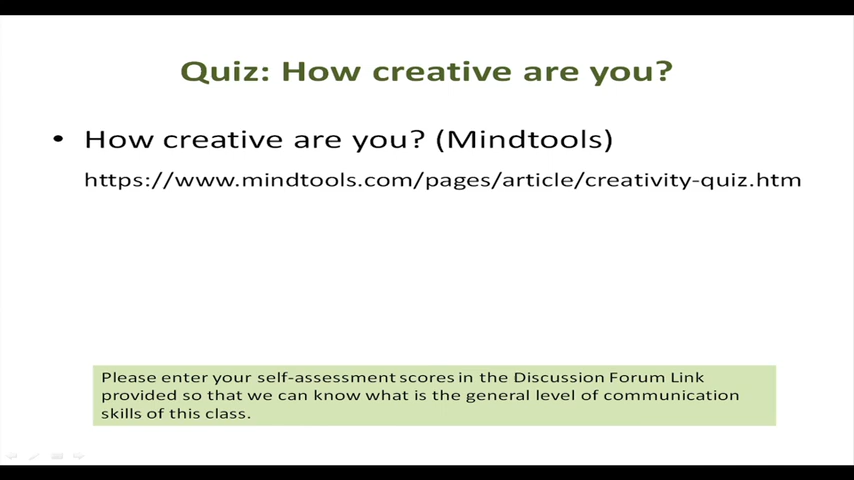 Quiz: How creative are you?
• How creative are you? (Mindtools)
https://www.mindtools.com/pages/article/creativity-quiz.htm
Please enter your self-assessment scores in the Discussion Forum Link
provided so that we can know what is the general level of communication
skills of this class.